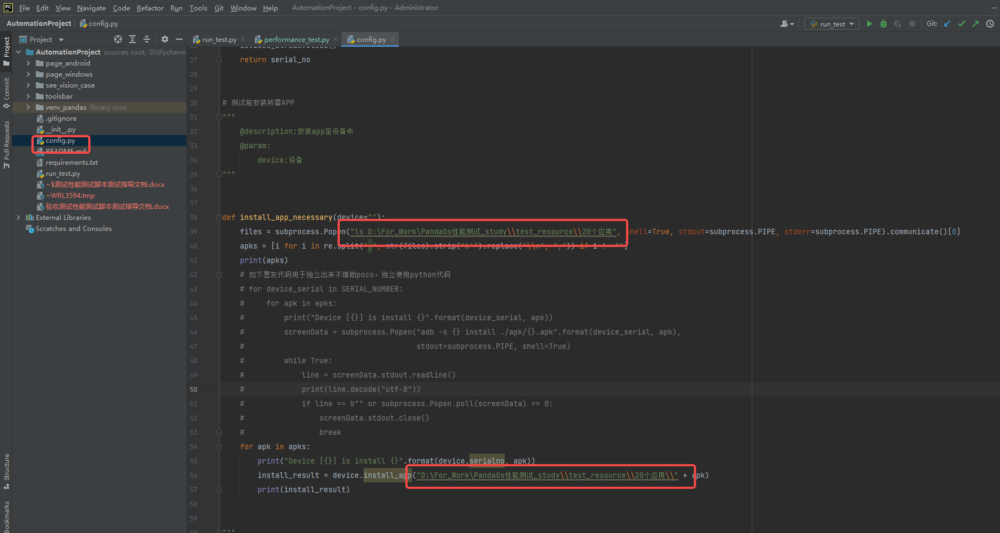 PC File Edit View Navigate Code Refactor Run Tools Git Window Help AutomationProject - config.py - Administrator
AutomationProject config.py run_test Git:
Project run_test.py performance_test.py config.py
Project
Commit
Pull Requests
Structure
Bookmarks
AutomationProject sources root, D:\Pycharm
page_android
page_windows
see_vision_case
toolsbar
venv_pandas library root
.gitignore
__init__.py
config.py
README.md
requirements.txt
run_test.py
~$测试性能测试脚本测试指导文档.docx
~WRL3594.tmp
验收测试性能测试脚本测试指导文档.docx
External Libraries
Scratches and Consoles
27 return serial_no
28
29
30 # 测试前安装所需APP
31 """
32 @description:安装app至设备中
33 @param:
34 device:设备
35 """
36
37
38 def install_app_necessary(device=""):
39 files = subprocess.Popen("ls D:\For_Work\PandaOs性能测试_study\\test_resource\\20个应用", shell=True, stdout=subprocess.PIPE, stderr=subprocess.PIPE).communicate()[0]
40 apks = [i for i in re.split(",", str(files).strip("b'").replace("\\n", ",")) if i != ""]
41 print(apks)
42 # 如下置灰代码用于独立出来不借助poco，独立使用python代码
43 # for device_serial in SERIAL_NUMBER:
44 # for apk in apks:
45 # print("Device [{}] is install {}".format(device_serial, apk))
46 # screenData = subprocess.Popen("adb -s {} install ./apk/{}.apk".format(device_serial, apk),
47 # stdout=subprocess.PIPE, shell=True)
48 # while True:
49 # line = screenData.stdout.readline()
50 # print(line.decode("utf-8"))
51 # if line == b"" or subprocess.Popen.poll(screenData) == 0:
52 # screenData.stdout.close()
53 # break
54 for apk in apks:
55 print("Device [{}] is install {}".format(device.serialno, apk))
56 install_result = device.install_app("D:\For_Work\PandaOs性能测试_study\\test_resource\\20个应用\\" + apk)
57 print(install_result)
58
59
60 """